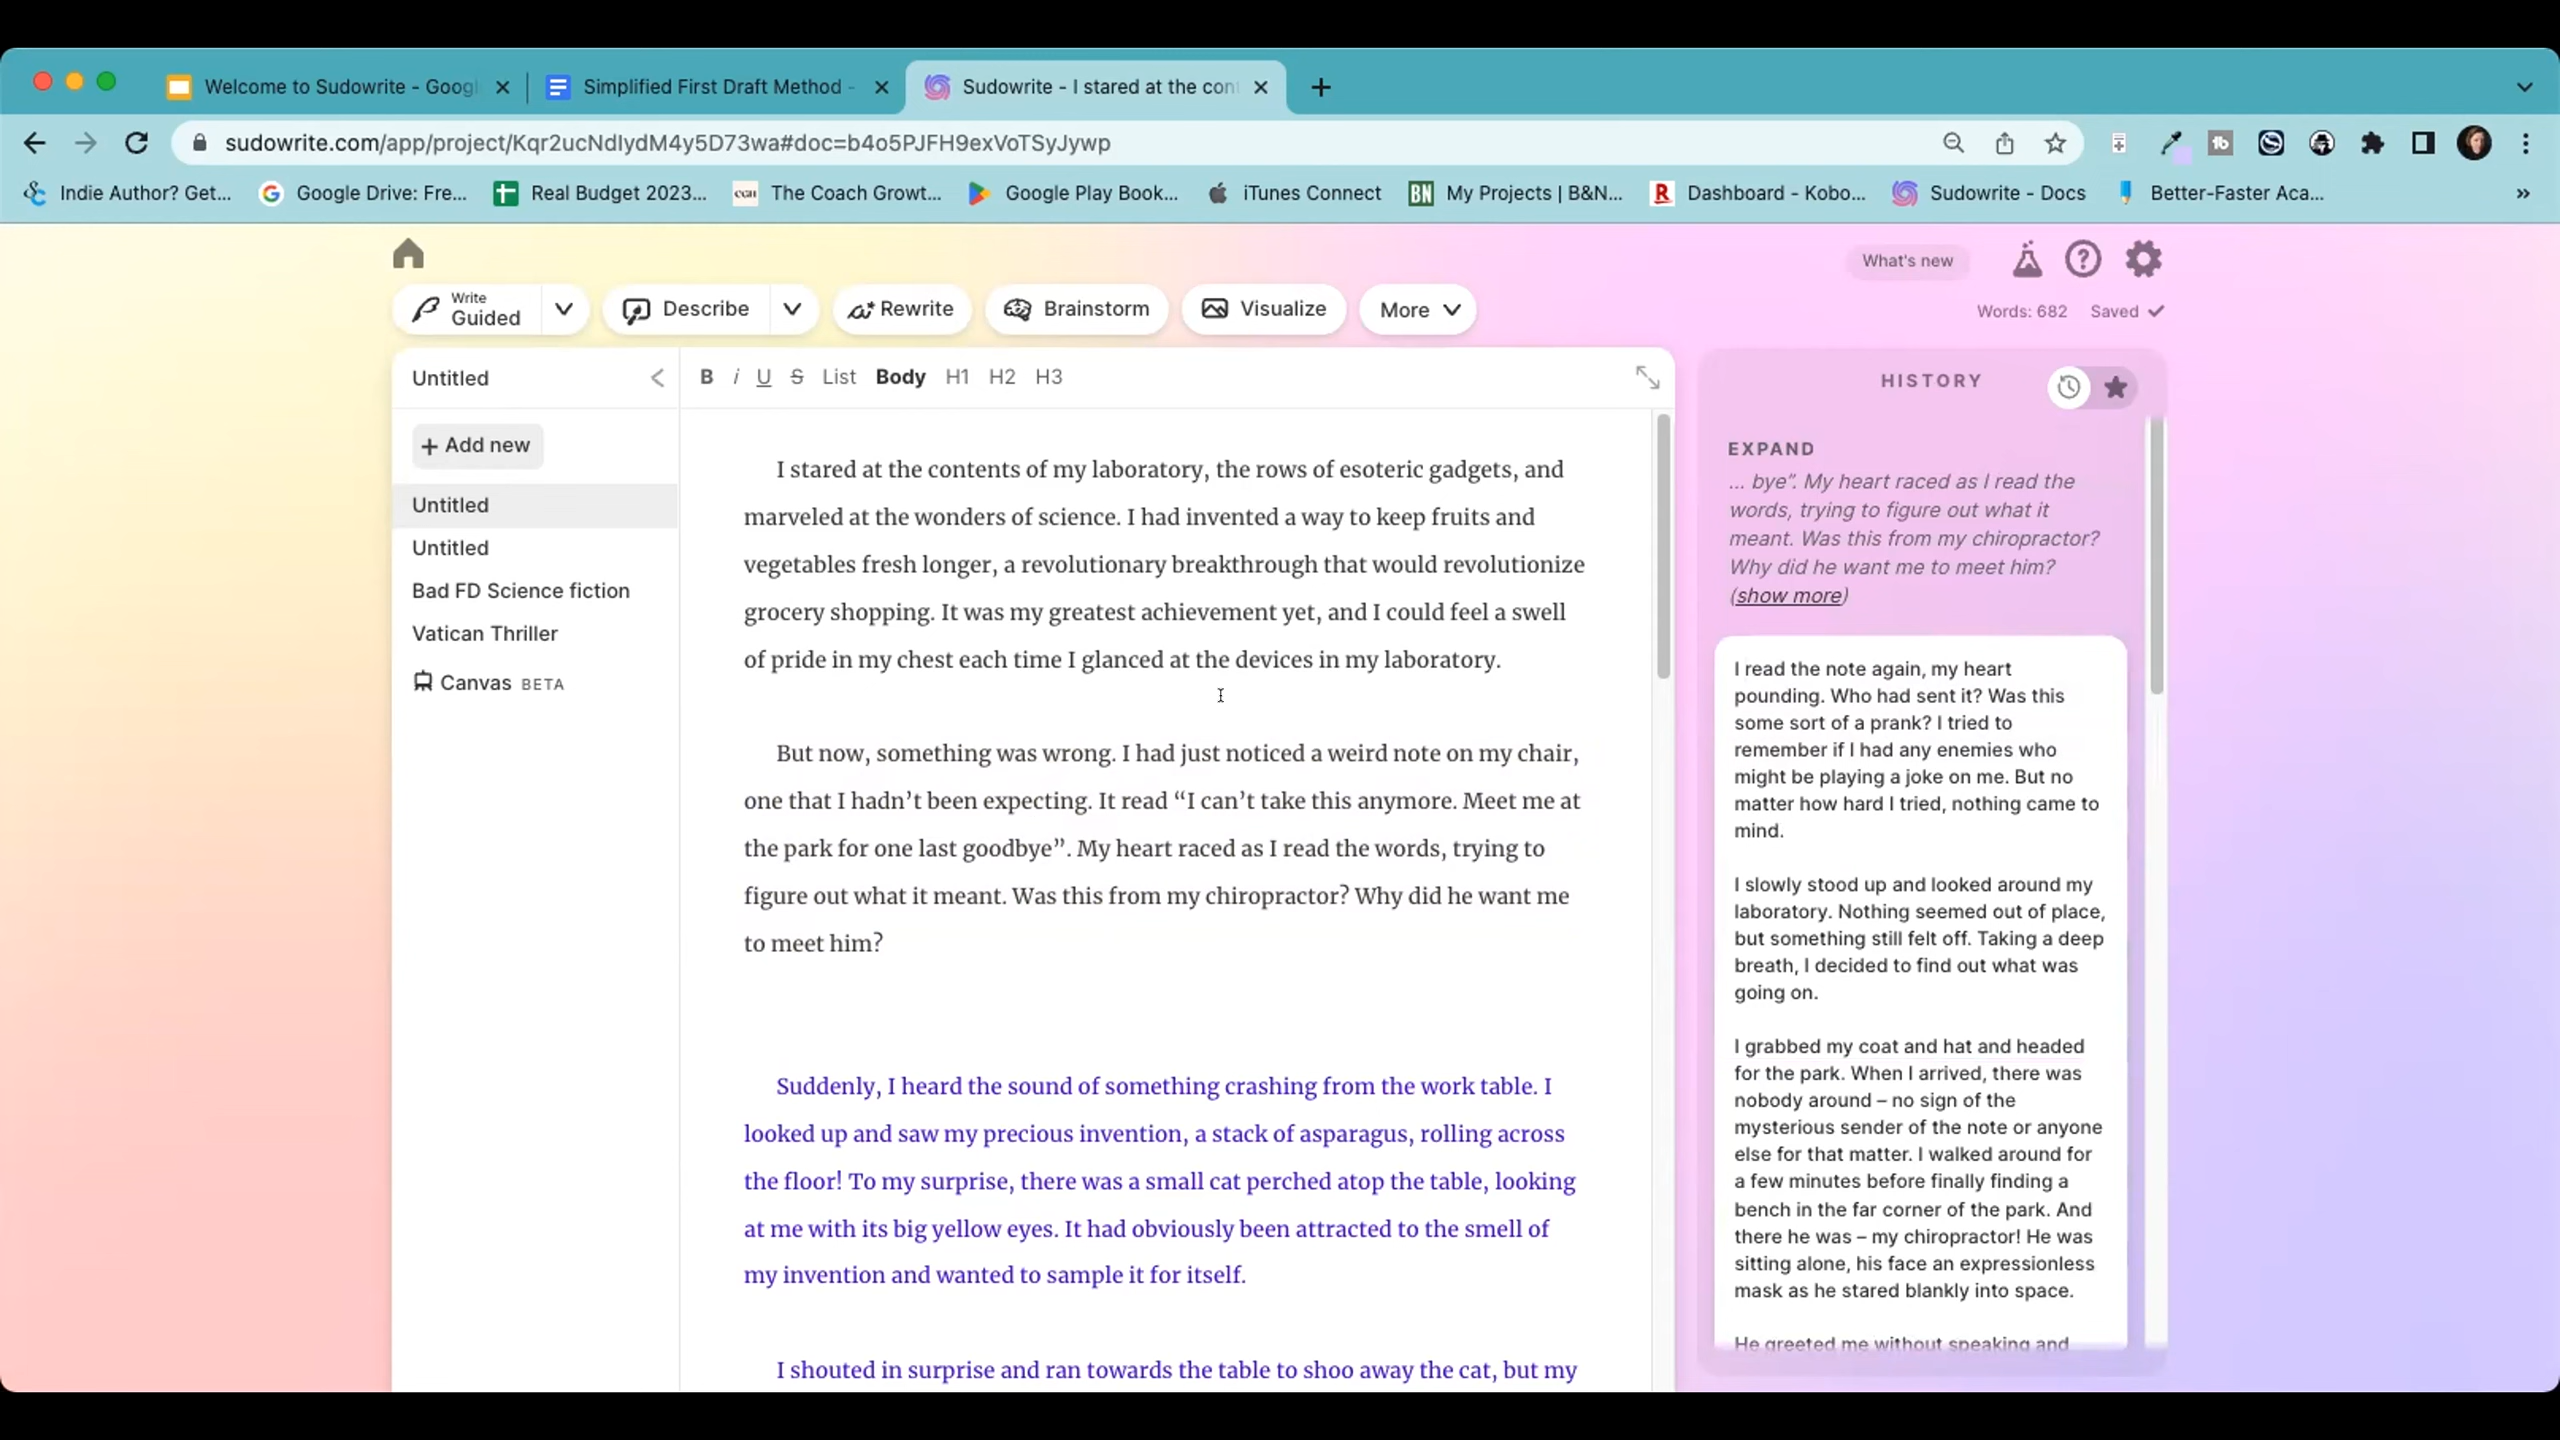 Welcome to Sudowrite - Googl
Simplified First Draft Method -
Sudowrite - I stared at the con
sudowrite.com/app/project/Kqr2ucNdIydM4y5D73wa#doc=b4o5PJFH9exVoTSyJywp
Indie Author? Get...
Google Drive: Fre...
Real Budget 2023...
The Coach Growt...
Google Play Book...
iTunes Connect
BN
My Projects | B&N...
R
Dashboard - Kobo...
Sudowrite - Docs
Better-Faster Aca...
What's new
Write
Guided
Describe
Rewrite
Brainstorm
Visualize
More
Words: 682
Saved
Untitled
B i U S List Body H1 H2 H3
+ Add new
Untitled
Untitled
Bad FD Science fiction
Vatican Thriller
Canvas BETA
I stared at the contents of my laboratory, the rows of esoteric gadgets, and
marveled at the wonders of science. I had invented a way to keep fruits and
vegetables fresh longer, a revolutionary breakthrough that would revolutionize
grocery shopping. It was my greatest achievement yet, and I could feel a swell
of pride in my chest each time I glanced at the devices in my laboratory.
But now, something was wrong. I had just noticed a weird note on my chair,
one that I hadn’t been expecting. It read “I can’t take this anymore. Meet me at
the park for one last goodbye”. My heart raced as I read the words, trying to
figure out what it meant. Was this from my chiropractor? Why did he want me
to meet him?
Suddenly, I heard the sound of something crashing from the work table. I
looked up and saw my precious invention, a stack of asparagus, rolling across
the floor! To my surprise, there was a small cat perched atop the table, looking
at me with its big yellow eyes. It had obviously been attracted to the smell of
my invention and wanted to sample it for itself.
I shouted in surprise and ran towards the table to shoo away the cat, but my
HISTORY
EXPAND
... bye”. My heart raced as I read the
words, trying to figure out what it
meant. Was this from my chiropractor?
Why did he want me to meet him?
(show more)
I read the note again, my heart
pounding. Who had sent it? Was this
some sort of a prank? I tried to
remember if I had any enemies who
might be playing a joke on me. But no
matter how hard I tried, nothing came to
mind.
I slowly stood up and looked around my
laboratory. Nothing seemed out of place,
but something still felt off. Taking a deep
breath, I decided to find out what was
going on.
I grabbed my coat and hat and headed
for the park. When I arrived, there was
nobody around – no sign of the
mysterious sender of the note or anyone
else for that matter. I walked around for
a few minutes before finally finding a
bench in the far corner of the park. And
there he was – my chiropractor! He was
sitting alone, his face an expressionless
mask as he stared blankly into space.
He greeted me without speaking and